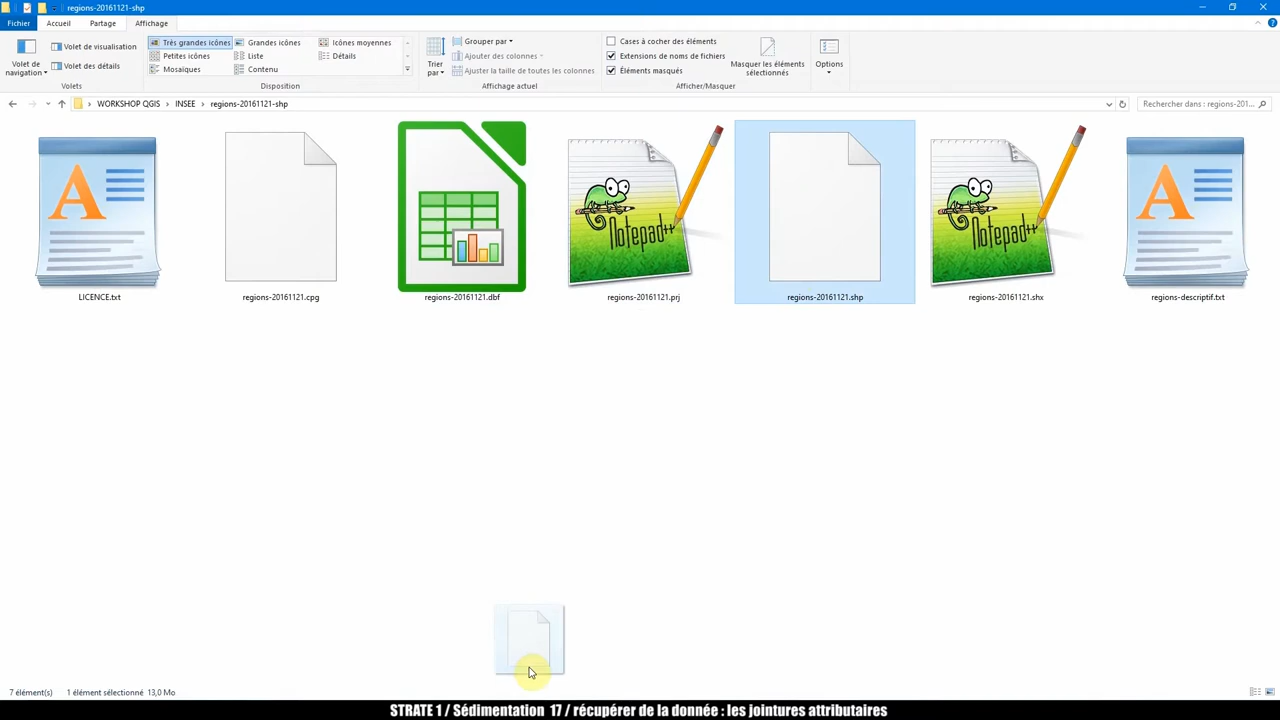 regions-20161121-shp
Fichier Accueil Partage Affichage
Volet de navigation
Volet de visualisation
Volet des détails
Volets
Très grandes icônes Grandes icônes Icônes moyennes
Petites icônes Liste Détails
Mosaïques Contenu
Disposition
Trier par
Grouper par
Ajouter des colonnes
Ajuster la taille de toutes les colonnes
Affichage actuel
Cases à cocher des éléments
Extensions de noms de fichiers
Éléments masqués
Masquer les éléments sélectionnés
Afficher/Masquer
Options
WORKSHOP QGIS > INSEE > regions-20161121-shp
Rechercher dans : regions-201...
Notepad++
Notepad++
LICENCE.txt
regions-20161121.cpg
regions-20161121.dbf
regions-20161121.prj
regions-20161121.shp
regions-20161121.shx
regions-descriptif.txt
7 élément(s) 1 élément sélectionné 13,0 Mo
STRATE 1 / Sédimentation 17 / récupérer de la donnée : les jointures attributaires